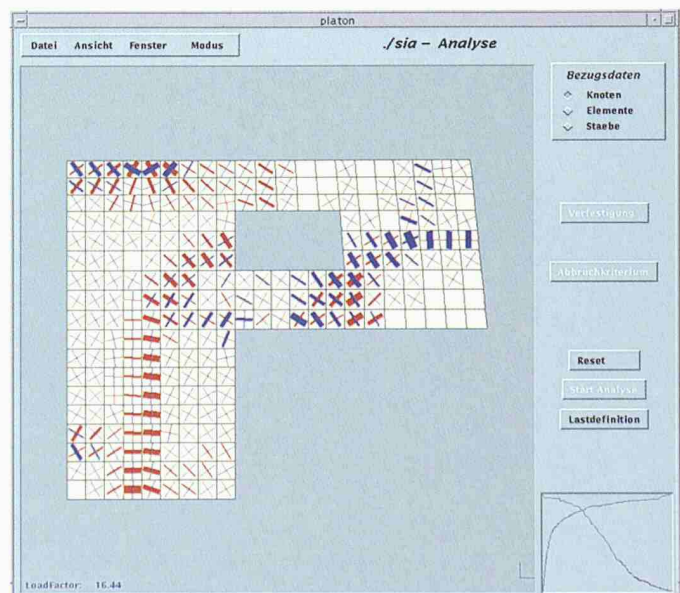 platon
Datei Ansicht Fenster Modus
./sia – Analyse
Bezugsdaten
Knoten
Elemente
Staebe
Verfestigung
Abbruchkriterium
Reset
Start Analyse
Lastdefinition
LoadFactor: 16.44